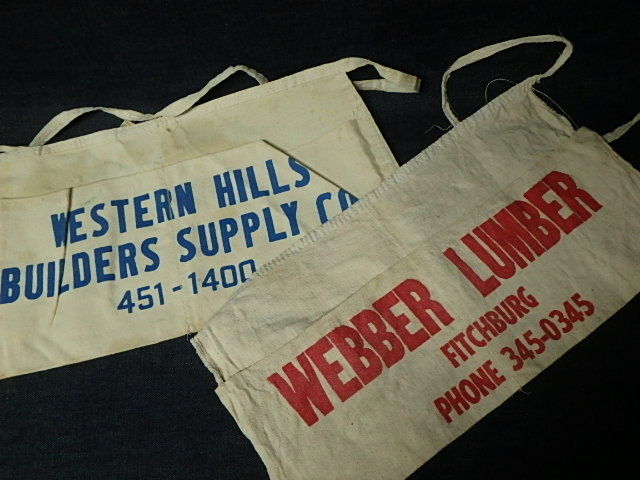 WESTERN HILLS
BUILDERS SUPPLY CO
451-1400
WEBBER LUMBER
FITCHBURG
PHONE 345-0345